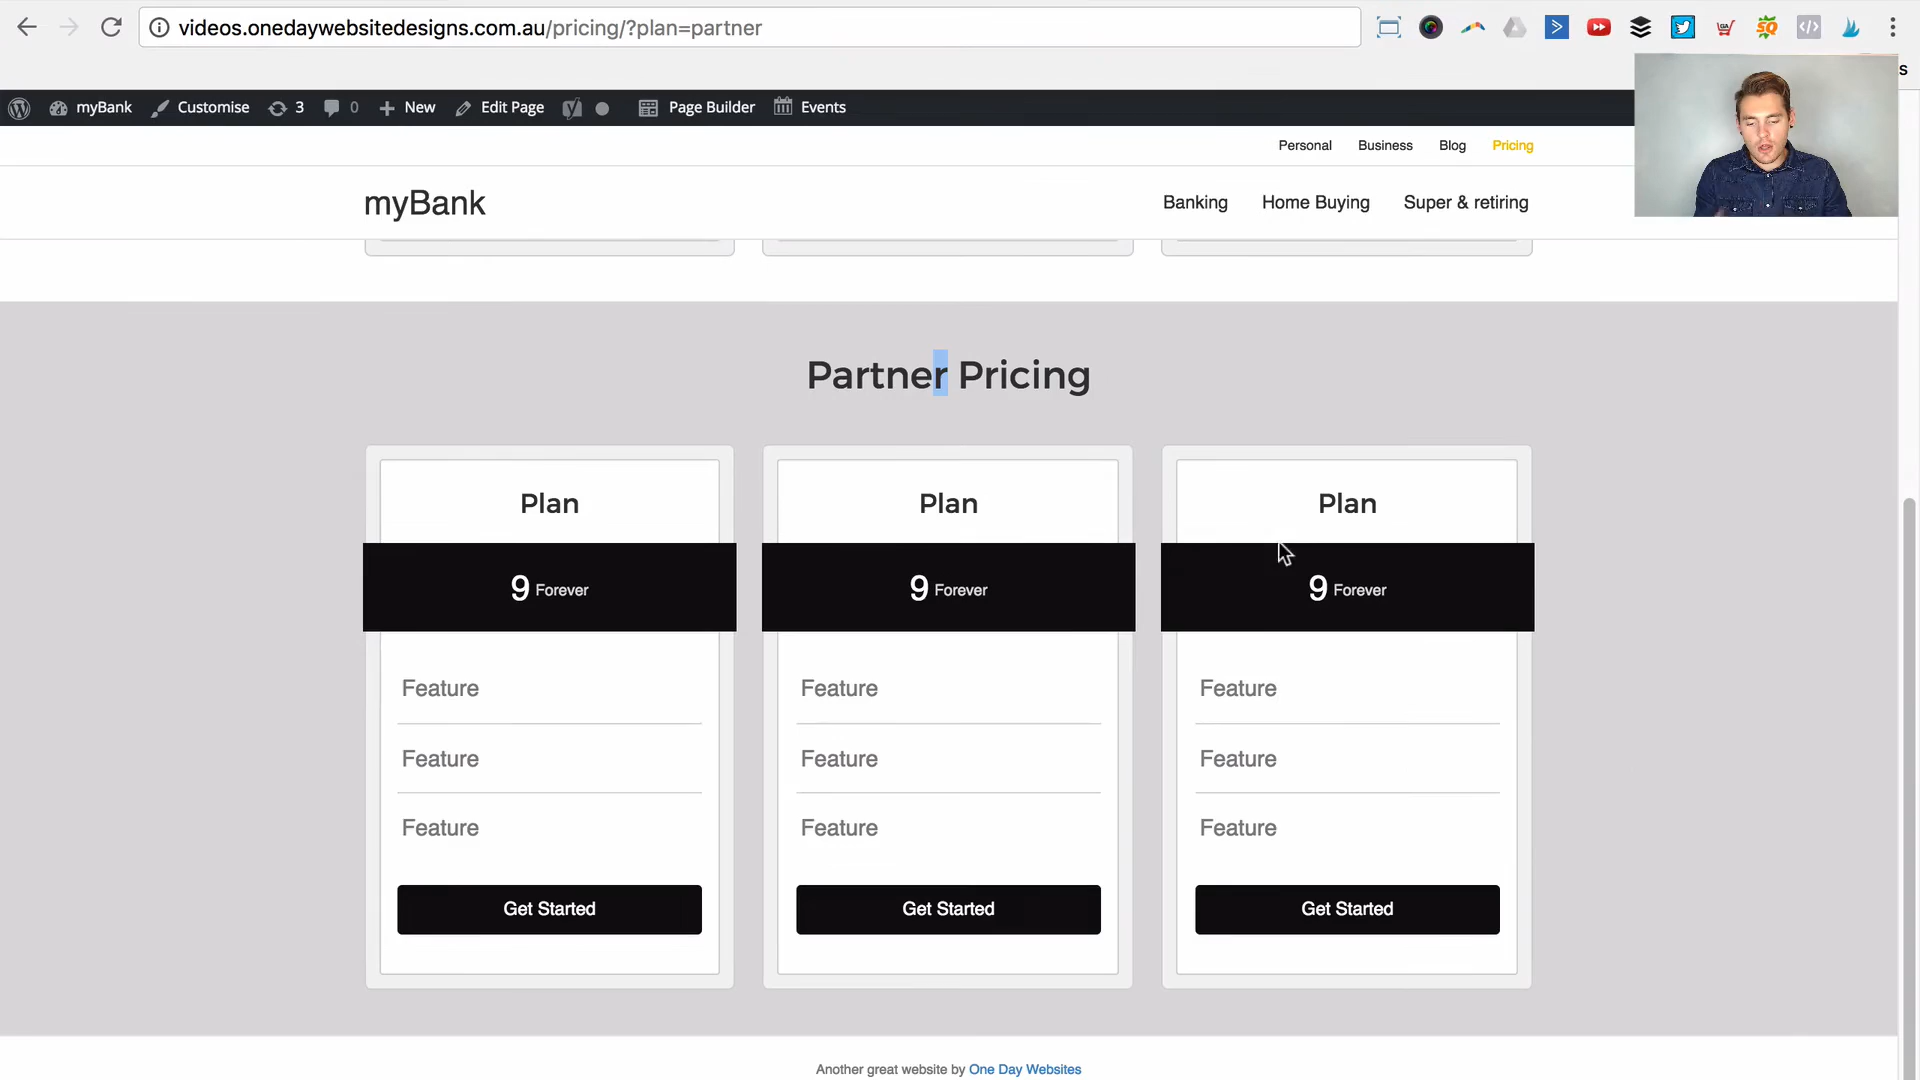 videos.onedaywebsitedesigns.com.au/pricing/?plan=partner
s
myBank Customise 3 0 New Edit Page Page Builder Events
Personal Business Blog Pricing
myBank Banking Home Buying Super & retiring
Partner Pricing
Plan Plan Plan
9 Forever 9 Forever 9 Forever
Feature Feature Feature
Feature Feature Feature
Feature Feature Feature
Get Started Get Started Get Started
Another great website by One Day Websites